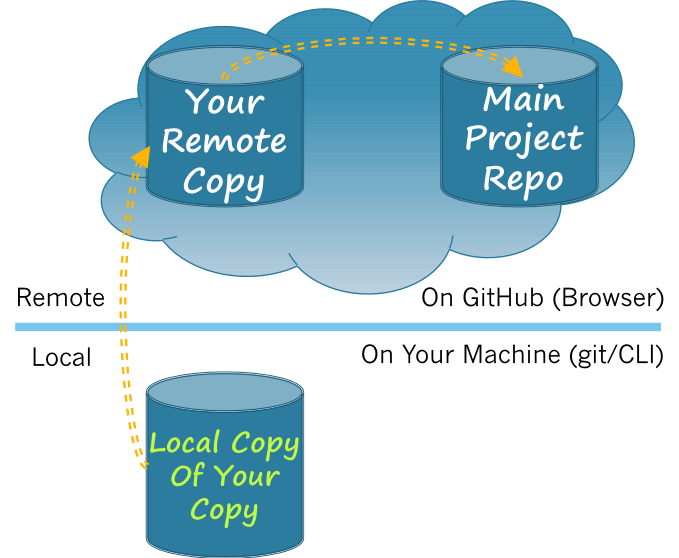 Your
Remote
Copy
Main
Project
Repo
Remote
On GitHub (Browser)
Local
On Your Machine (git/CLI)
Local Copy
Of Your
Copy